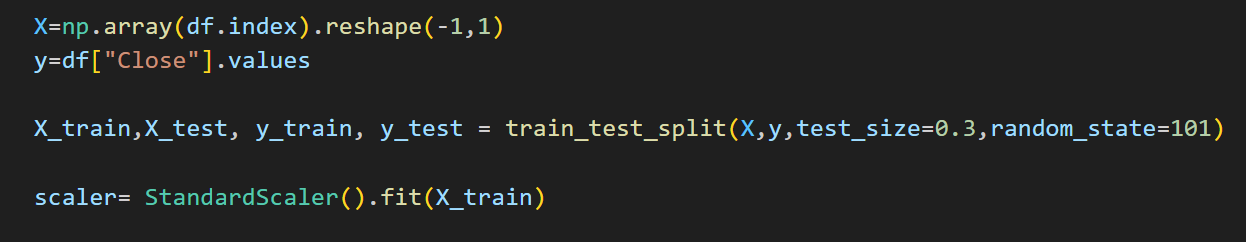 X=np.array(df.index).reshape(-1,1)
y=df["Close"].values
X_train,X_test, y_train, y_test = train_test_split(X,y,test_size=0.3,random_state=101)
scaler= StandardScaler().fit(X_train)